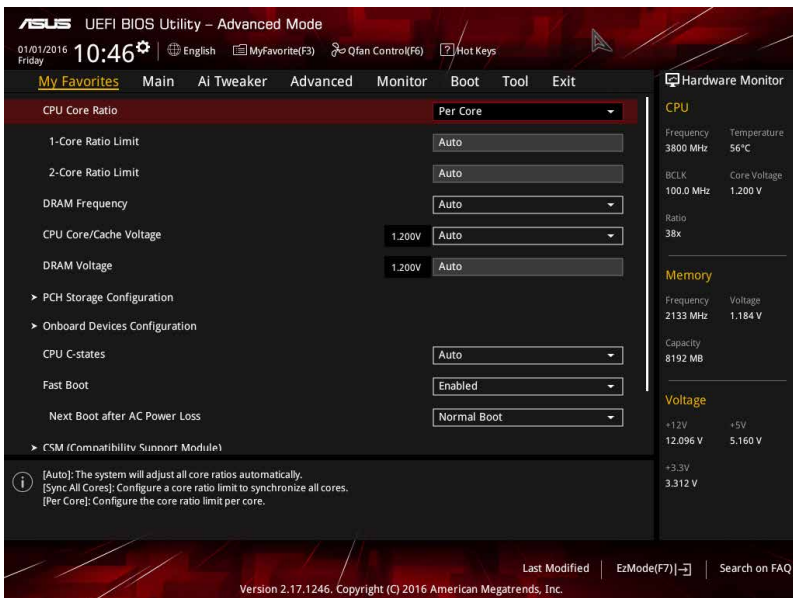 ASUS UEFI BIOS Utility – Advanced Mode
01/01/2016 Friday 10:46 English MyFavorite(F3) Qfan Control(F6) ? Hot Keys
My Favorites Main Ai Tweaker Advanced Monitor Boot Tool Exit
CPU Core Ratio Per Core
1-Core Ratio Limit Auto
2-Core Ratio Limit Auto
DRAM Frequency Auto
CPU Core/Cache Voltage 1.200V Auto
DRAM Voltage 1.200V Auto
> PCH Storage Configuration
> Onboard Devices Configuration
CPU C-states Auto
Fast Boot Enabled
Next Boot after AC Power Loss Normal Boot
> CSM (Compatibility Support Module)
[Auto]: The system will adjust all core ratios automatically.
[Sync All Cores]: Configure a core ratio limit to synchronize all cores.
[Per Core]: Configure the core ratio limit per core.
Hardware Monitor
CPU
Frequency Temperature
3800 MHz 56°C
BCLK Core Voltage
100.0 MHz 1.200 V
Ratio
38x
Memory
Frequency Voltage
2133 MHz 1.184 V
Capacity
8192 MB
Voltage
+12V +5V
12.096 V 5.160 V
+3.3V
3.312 V
Last Modified EzMode(F7) Search on FAQ
Version 2.17.1246. Copyright (C) 2016 American Megatrends, Inc.